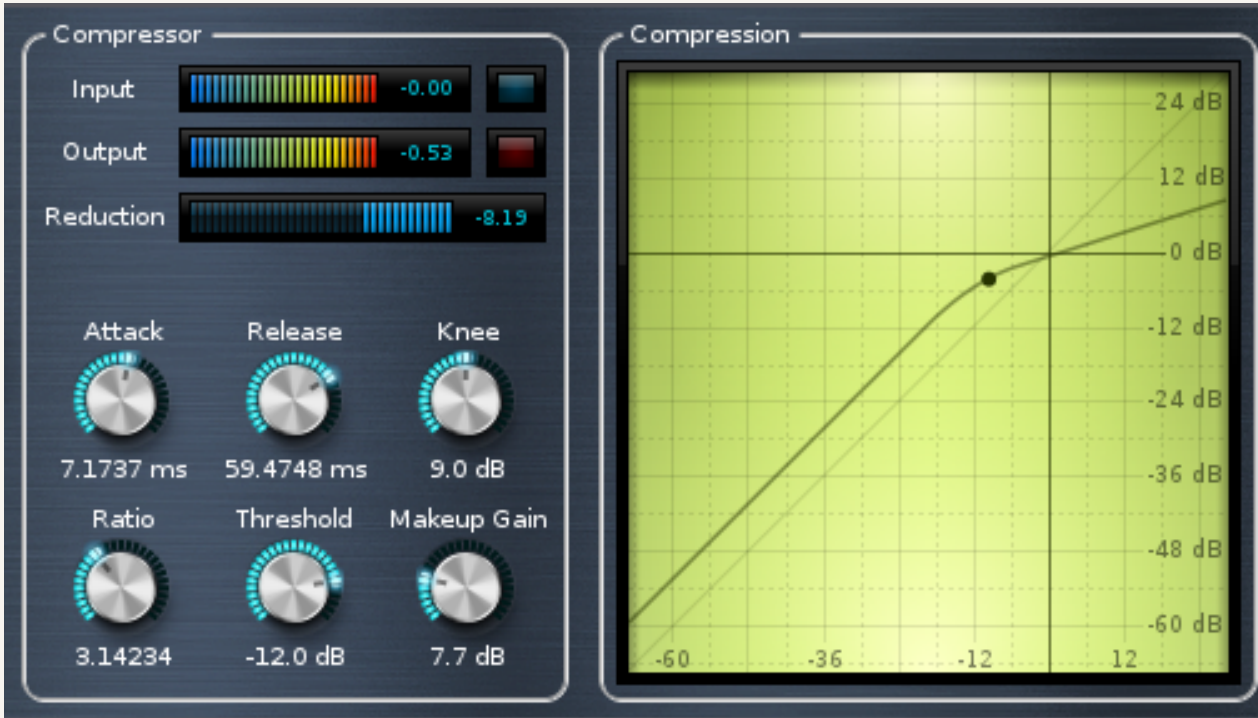 Compressor
Input -0.00
Output -0.53
Reduction -8.19
Attack Release Knee
7.1737 ms 59.4748 ms 9.0 dB
Ratio Threshold Makeup Gain
3.14234 -12.0 dB 7.7 dB
Compression
24 dB
12 dB
0 dB
-12 dB
-24 dB
-36 dB
-48 dB
-60 dB
-60 -36 -12 12